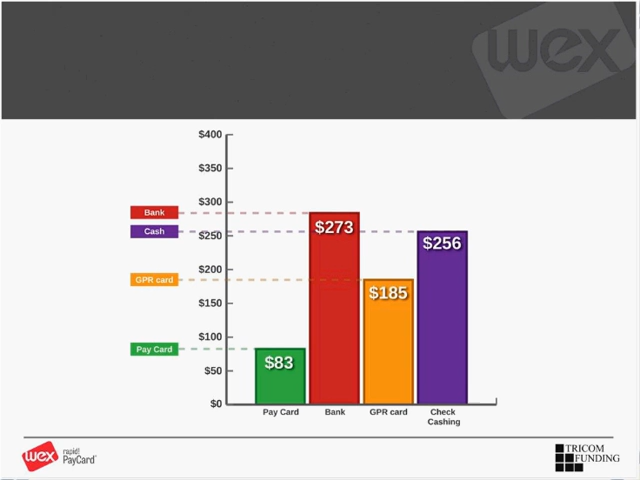 wex
$400
$350
$300
$250
$200
$150
$100
$50
$0
Bank
Cash
GPR card
Pay Card
$83
$273
$185
$256
Pay Card
Bank
GPR card
Check
Cashing
wex
rapid!
PayCard
TRICOM
FUNDING